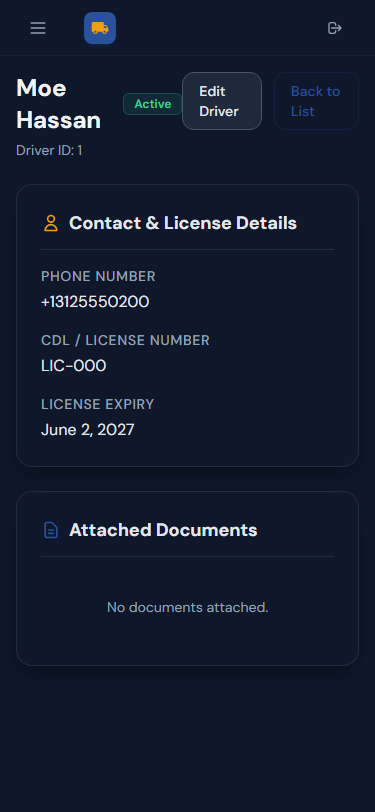 Moe
Hassan
Active
Edit
Driver
Back to
List
Driver ID: 1
Contact & License Details
PHONE NUMBER
+13125550200
CDL / LICENSE NUMBER
LIC-000
LICENSE EXPIRY
June 2, 2027
Attached Documents
No documents attached.